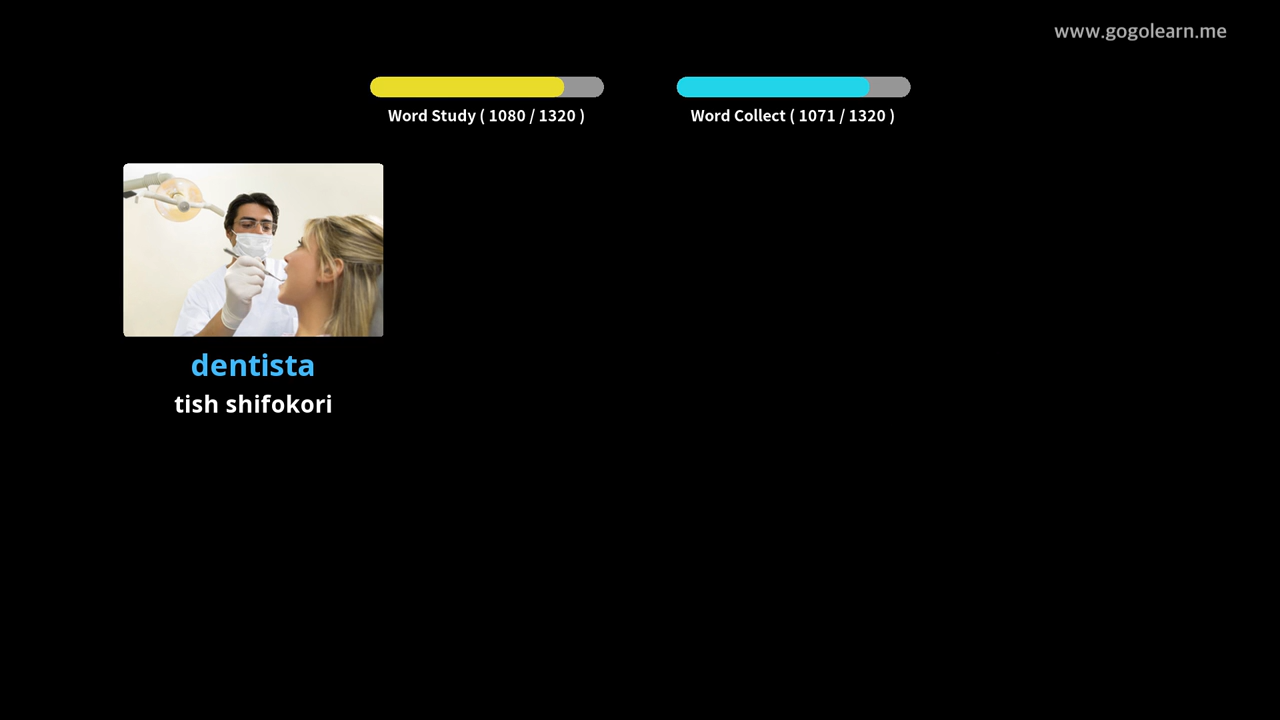 www.gogolearn.me
Word Study ( 1080 / 1320 )
Word Collect ( 1071 / 1320 )
dentista
tish shifokori